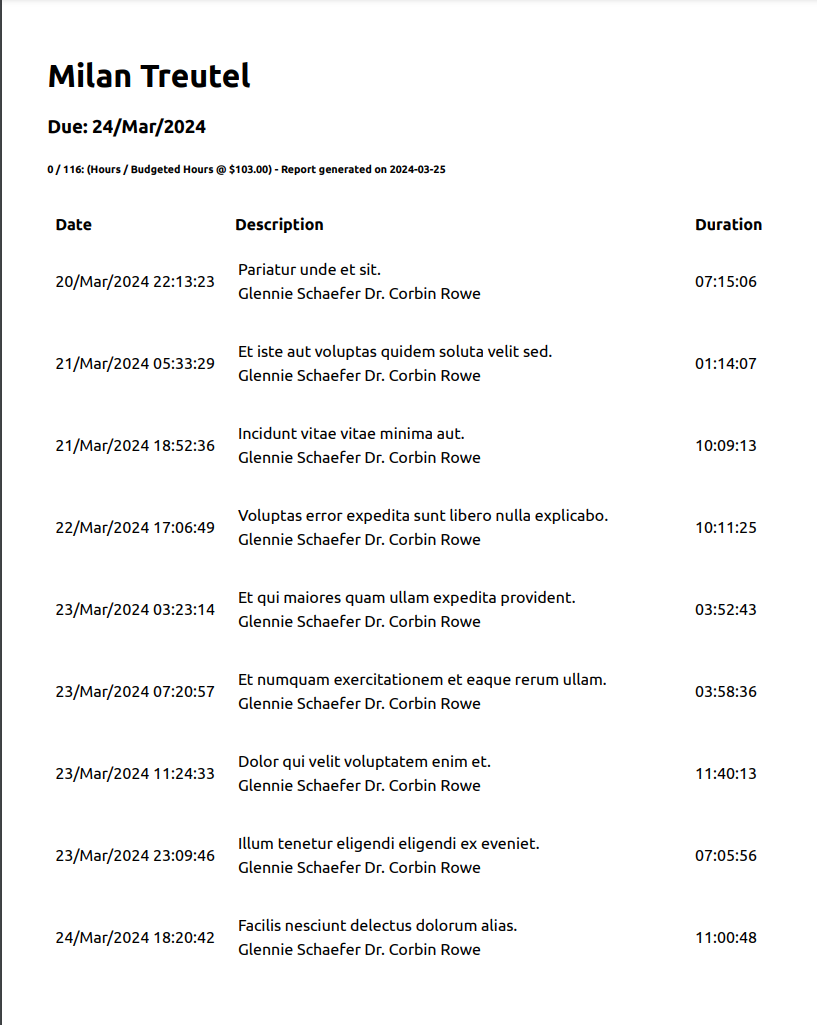 Milan Treutel
Due: 24/Mar/2024
0 / 116: (Hours / Budgeted Hours @ $103.00) - Report generated on 2024-03-25
Date Description Duration
Pariatur unde et sit.
20/Mar/2024 22:13:23 07:15:06
Glennie Schaefer Dr. Corbin Rowe
Et iste aut voluptas quidem soluta velit sed.
21/Mar/2024 05:33:29 01:14:07
Glennie Schaefer Dr. Corbin Rowe
Incidunt vitae vitae minima aut.
21/Mar/2024 18:52:36 10:09:13
Glennie Schaefer Dr. Corbin Rowe
Voluptas error expedita sunt libero nulla explicabo.
22/Mar/2024 17:06:49 10:11:25
Glennie Schaefer Dr. Corbin Rowe
Et qui maiores quam ullam expedita provident.
23/Mar/2024 03:23:14 03:52:43
Glennie Schaefer Dr. Corbin Rowe
Et numquam exercitationem et eaque rerum ullam.
23/Mar/2024 07:20:57 03:58:36
Glennie Schaefer Dr. Corbin Rowe
Dolor qui velit voluptatem enim et.
23/Mar/2024 11:24:33 11:40:13
Glennie Schaefer Dr. Corbin Rowe
Illum tenetur eligendi eligendi ex eveniet.
23/Mar/2024 23:09:46 07:05:56
Glennie Schaefer Dr. Corbin Rowe
Facilis nesciunt delectus dolorum alias.
24/Mar/2024 18:20:42 11:00:48
Glennie Schaefer Dr. Corbin Rowe